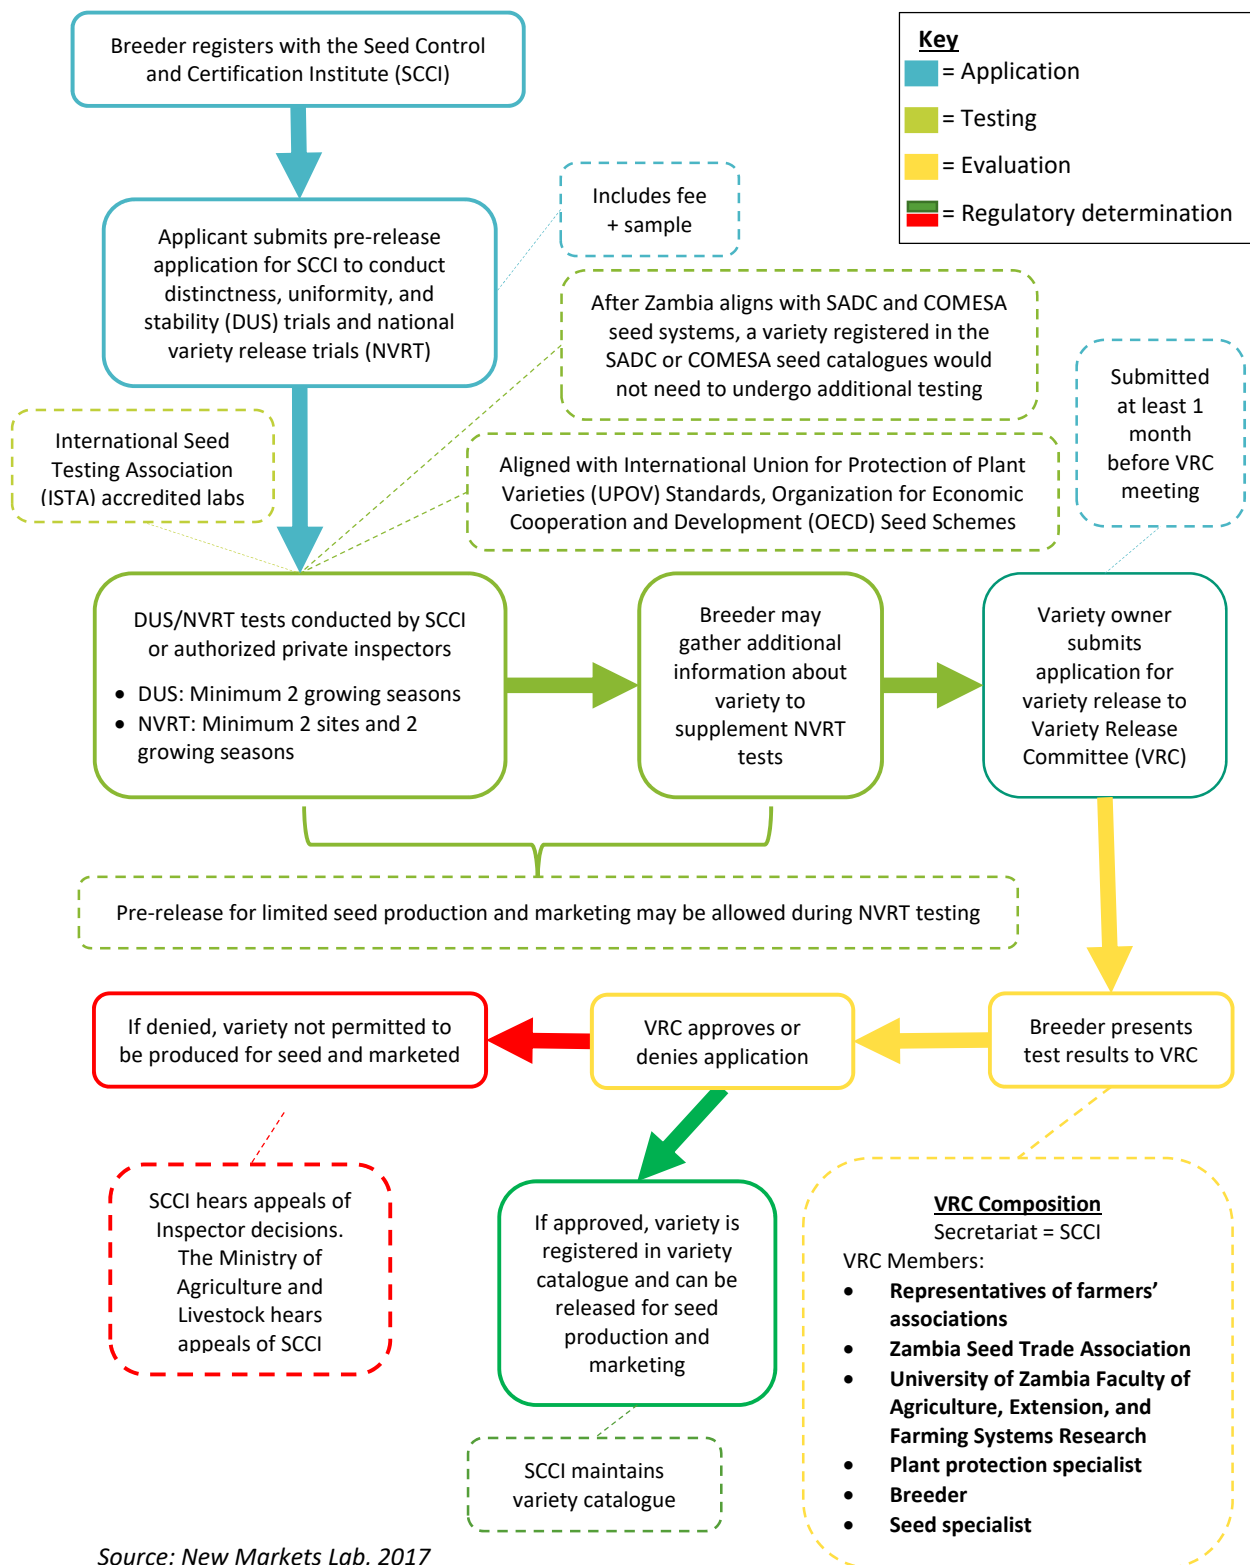 Breeder registers with the Seed Control
and Certification Institute (SCCI)
Key
= Application
= Testing
= Evaluation
= Regulatory determination
Includes fee
+ sample
Applicant submits pre-release
application for SCCI to conduct
distinctness, uniformity, and
stability (DUS) trials and national
variety release trials (NVRT)
After Zambia aligns with SADC and COMESA
seed systems, a variety registered in the
SADC or COMESA seed catalogues would
not need to undergo additional testing
Submitted
at least 1
month
before VRC
meeting
International Seed
Testing Association
(ISTA) accredited labs
Aligned with International Union for Protection of Plant
Varieties (UPOV) Standards, Organization for Economic
Cooperation and Development (OECD) Seed Schemes
DUS/NVRT tests conducted by SCCI
or authorized private inspectors
• DUS: Minimum 2 growing seasons
• NVRT: Minimum 2 sites and 2
growing seasons
Breeder may
gather additional
information about
variety to
supplement NVRT
tests
Variety owner
submits
application for
variety release to
Variety Release
Committee (VRC)
Pre-release for limited seed production and marketing may be allowed during NVRT testing
If denied, variety not permitted to
be produced for seed and marketed
VRC approves or
denies application
Breeder presents
test results to VRC
SCCI hears appeals of
Inspector decisions.
The Ministry of
Agriculture and
Livestock hears
appeals of SCCI
If approved, variety is
registered in variety
catalogue and can be
released for seed
production and
marketing
VRC Composition
Secretariat = SCCI
VRC Members:
• Representatives of farmers’
associations
• Zambia Seed Trade Association
• University of Zambia Faculty of
Agriculture, Extension, and
Farming Systems Research
• Plant protection specialist
• Breeder
• Seed specialist
SCCI maintains
variety catalogue
Source: New Markets Lab, 2017